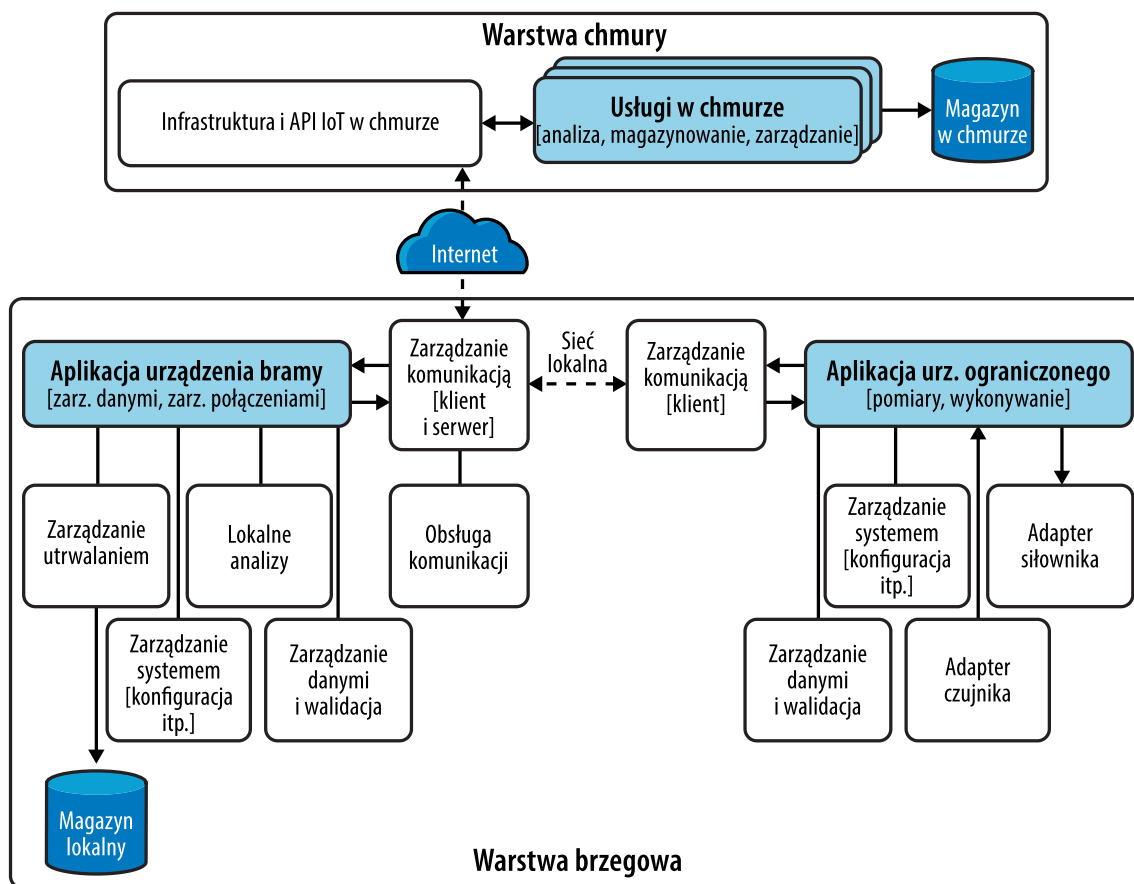 Warstwa chmury
Infrastruktura i API IoT w chmurze
Usługi w chmurze
[analiza, magazynowanie, zarządzanie]
Magazyn
w chmurze
Internet
Aplikacja urządzenia bramy
[zarz. danymi, zarz. połączeniami]
Zarządzanie
komunikacją
[klient
i serwer]
Sieć
lokalna
Zarządzanie
komunikacją
[klient]
Aplikacja urz. ograniczonego
[pomiary, wykonywanie]
Zarządzanie
utrwalaniem
Lokalne
analizy
Obsługa
komunikacji
Zarządzanie
systemem
[konfiguracja
itp.]
Adapter
siłownika
Zarządzanie
systemem
[konfiguracja
itp.]
Zarządzanie
danymi
i walidacja
Zarządzanie
danymi
i walidacja
Adapter
czujnika
Magazyn
lokalny
Warstwa brzegowa